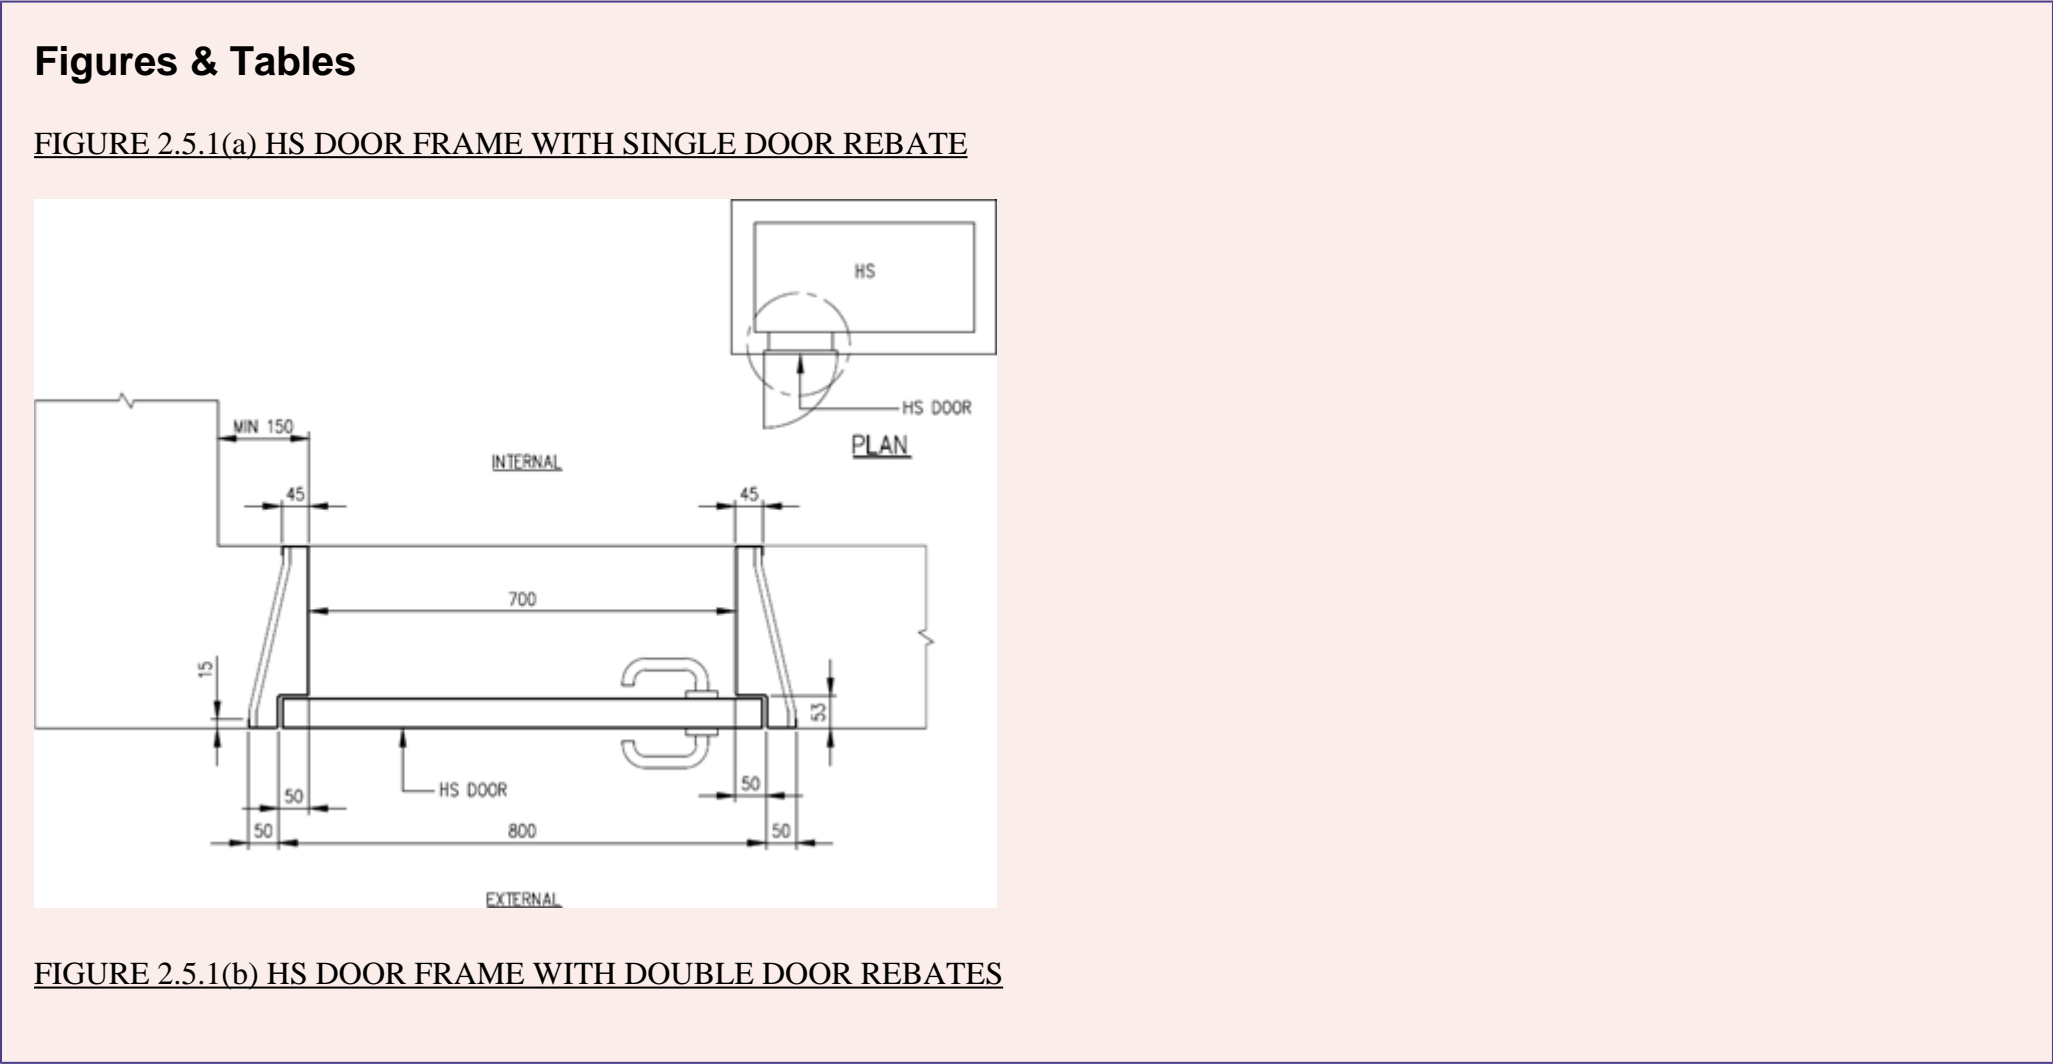 Figures & Tables
FIGURE 2.5.1(a) HS DOOR FRAME WITH SINGLE DOOR REBATE
HS
HS DOOR
PLAN
MIN 150
INTERNAL
45
45
700
15
53
HS DOOR
50
50
50
800
50
EXTERNAL
FIGURE 2.5.1(b) HS DOOR FRAME WITH DOUBLE DOOR REBATES